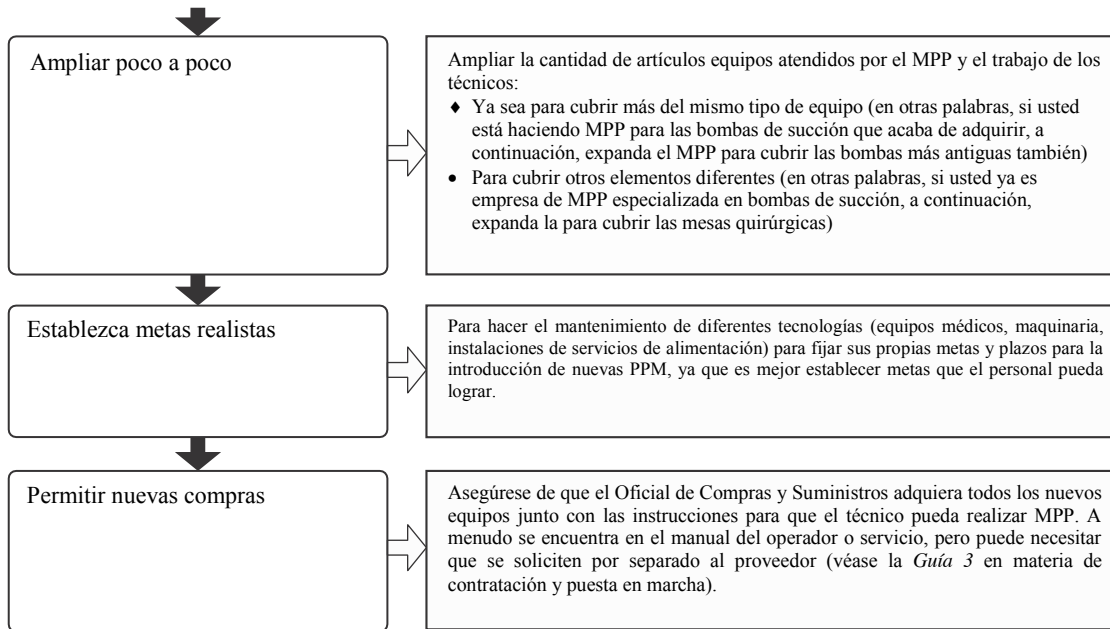 Ampliar poco a poco
Ampliar la cantidad de artículos equipos atendidos por el MPP y el trabajo de los
técnicos:
♦ Ya sea para cubrir más del mismo tipo de equipo (en otras palabras, si usted
está haciendo MPP para las bombas de succión que acaba de adquirir, a
continuación, expanda el MPP para cubrir las bombas más antiguas también)
• Para cubrir otros elementos diferentes (en otras palabras, si usted ya es
empresa de MPP especializada en bombas de succión, a continuación,
expanda la para cubrir las mesas quirúrgicas)
Establezca metas realistas
Para hacer el mantenimiento de diferentes tecnologías (equipos médicos, maquinaria,
instalaciones de servicios de alimentación) para fijar sus propias metas y plazos para la
introducción de nuevas PPM, ya que es mejor establecer metas que el personal pueda
lograr.
Permitir nuevas compras
Asegúrese de que el Oficial de Compras y Suministros adquiera todos los nuevos
equipos junto con las instrucciones para que el técnico pueda realizar MPP. A
menudo se encuentra en el manual del operador o servicio, pero puede necesitar
que se soliciten por separado al proveedor (véase la Guía 3 en materia de
contratación y puesta en marcha).